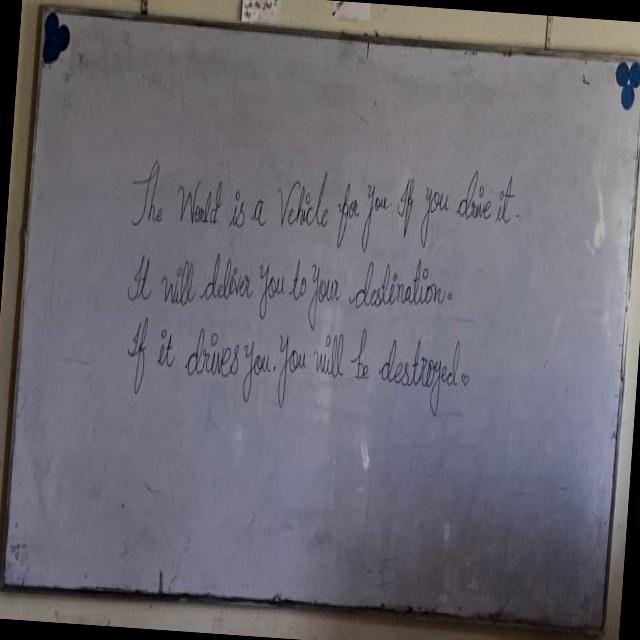 The World is a Vehicle for you. If you drive it.
It will deliver you to your destination.
If it drives you. You will be destroyed.